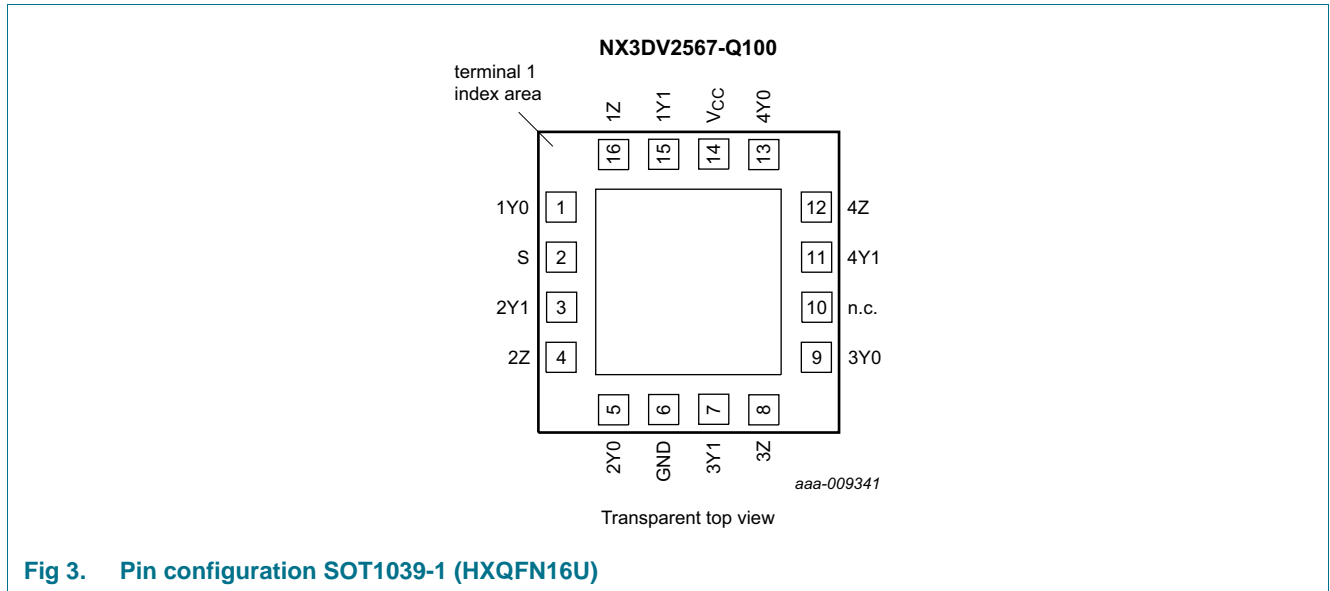 NX3DV2567-Q100
terminal 1
index area
1Z 1Y1 VCC 4Y0
16 15 14 13
1Y0 1 12 4Z
S 2 11 4Y1
2Y1 3 10 n.c.
2Z 4 9 3Y0
5 6 7 8
2Y0 GND 3Y1 3Z
aaa-009341
Transparent top view
Fig 3. Pin configuration SOT1039-1 (HXQFN16U)